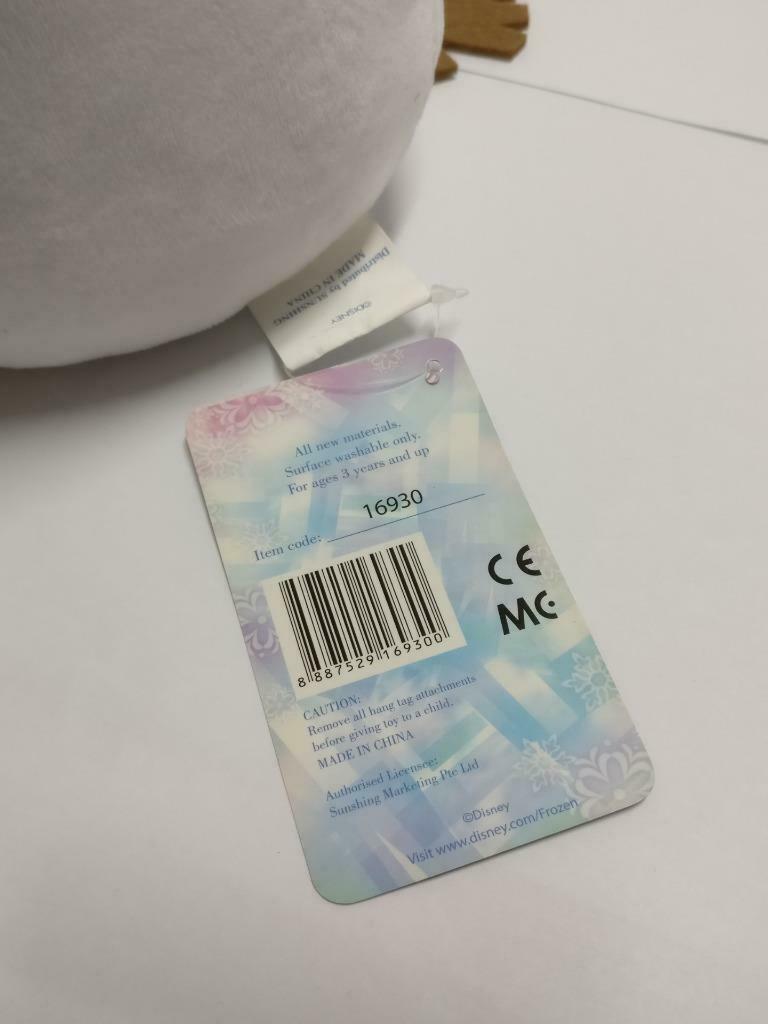 Distributed by SUNSHING
MADE IN CHINA
©DISNEY
All new materials.
Surface washable only.
For ages 3 years and up
Item code: 16930
CE
8 887529 169300
CAUTION:
Remove all hang tag attachments
before giving toy to a child.
MADE IN CHINA
Authorised Licensee:
Sunshing Marketing Pte Ltd
©Disney
Visit www.disney.com/Frozen